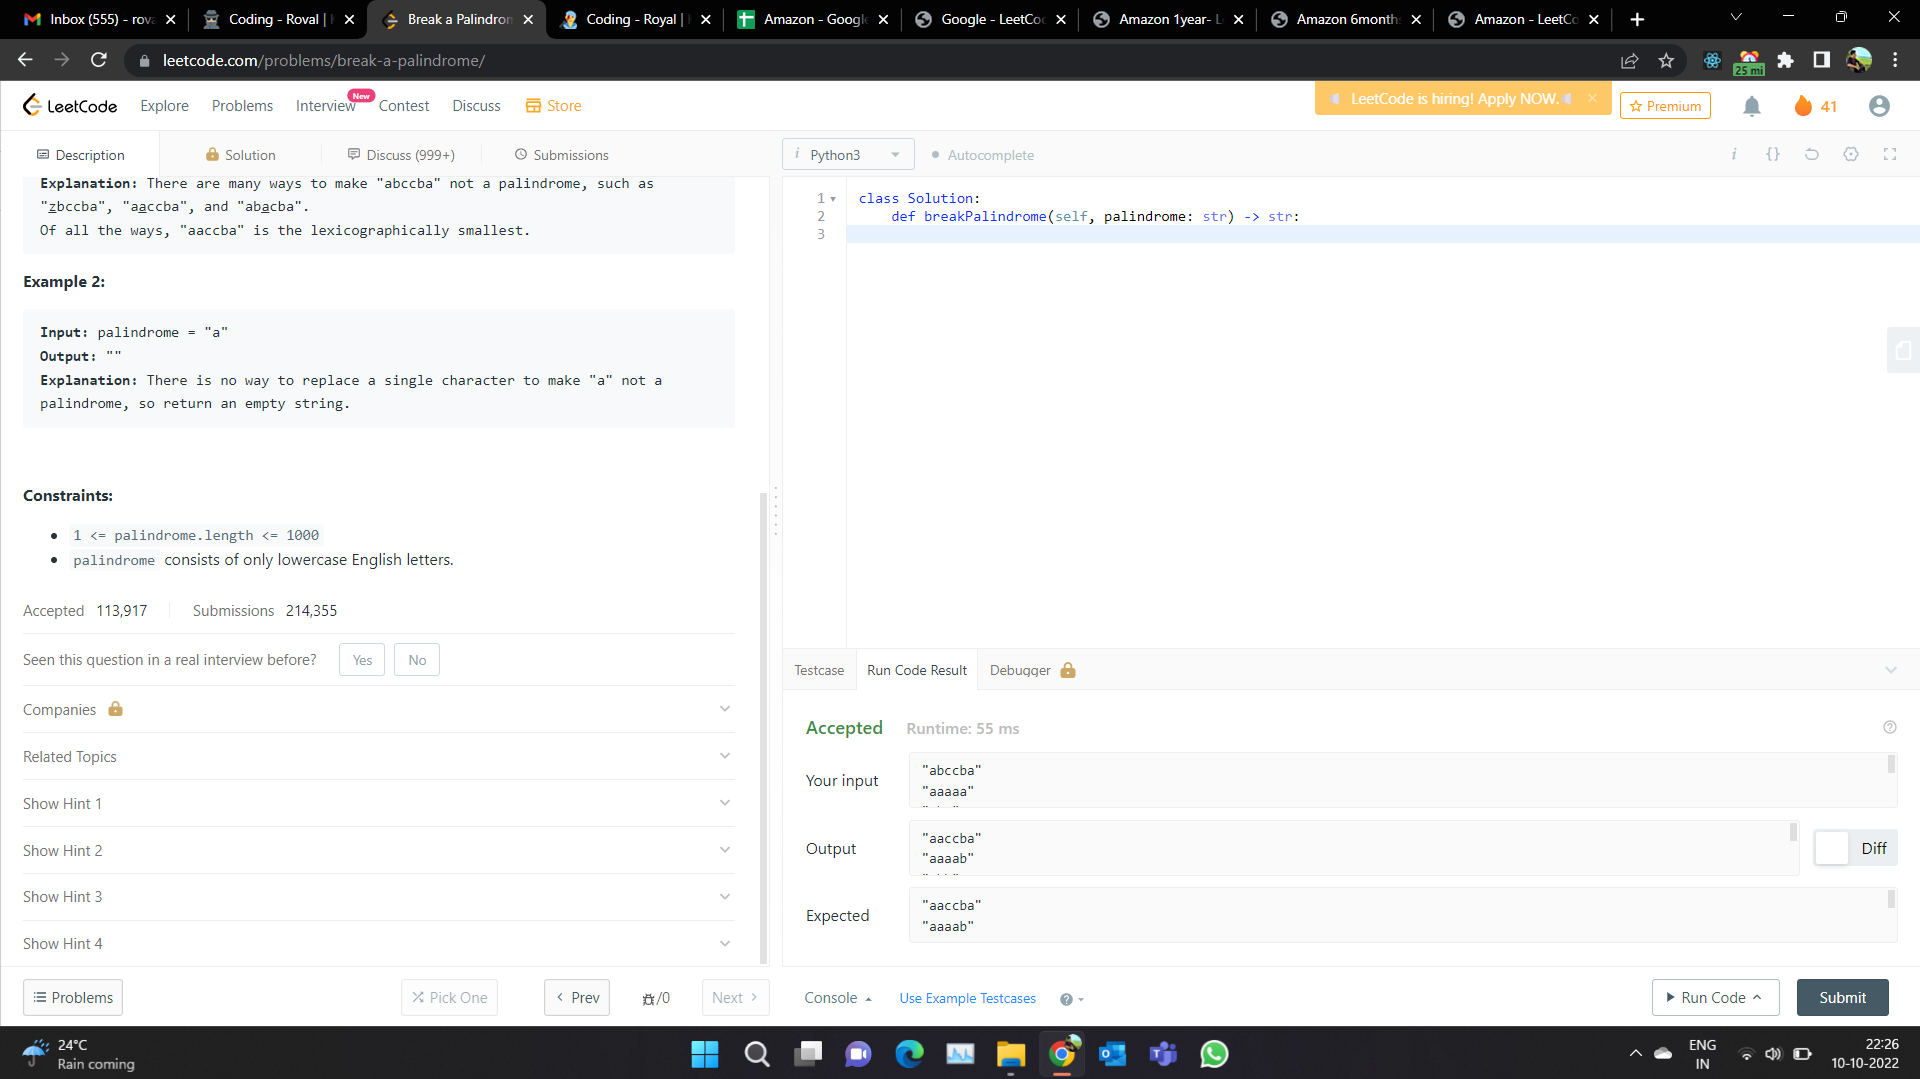 Inbox (555) - rova
Coding - Roval |
Break a Palindrom
Coding - Royal |
Amazon - Google
Google - LeetCo
Amazon 1year- L
Amazon 6month
Amazon - LeetCo
leetcode.com/problems/break-a-palindrome/
25 mi
LeetCode
Explore
Problems
Interview
New
Contest
Discuss
Store
LeetCode is hiring! Apply NOW.
Premium
41
Description
Solution
Discuss (999+)
Submissions
i Python3
Autocomplete
i {}
Explanation: There are many ways to make "abccba" not a palindrome, such as
"zbccba", "aaccba", and "abacba".
Of all the ways, "aaccba" is the lexicographically smallest.
Example 2:
Input: palindrome = "a"
Output: ""
Explanation: There is no way to replace a single character to make "a" not a
palindrome, so return an empty string.
Constraints:
1 <= palindrome.length <= 1000
palindrome consists of only lowercase English letters.
Accepted 113,917
Submissions 214,355
Seen this question in a real interview before?
Yes
No
Companies
Related Topics
Show Hint 1
Show Hint 2
Show Hint 3
Show Hint 4
Problems
Pick One
Prev
/0
Next
1 class Solution:
2 def breakPalindrome(self, palindrome: str) -> str:
3
Testcase
Run Code Result
Debugger
Accepted
Runtime: 55 ms
Your input
"abccba"
"aaaaa"
Output
"aaccba"
"aaaab"
Diff
Expected
"aaccba"
"aaaab"
Console
Use Example Testcases
Run Code
Submit
24°C
Rain coming
ENG
IN
22:26
10-10-2022